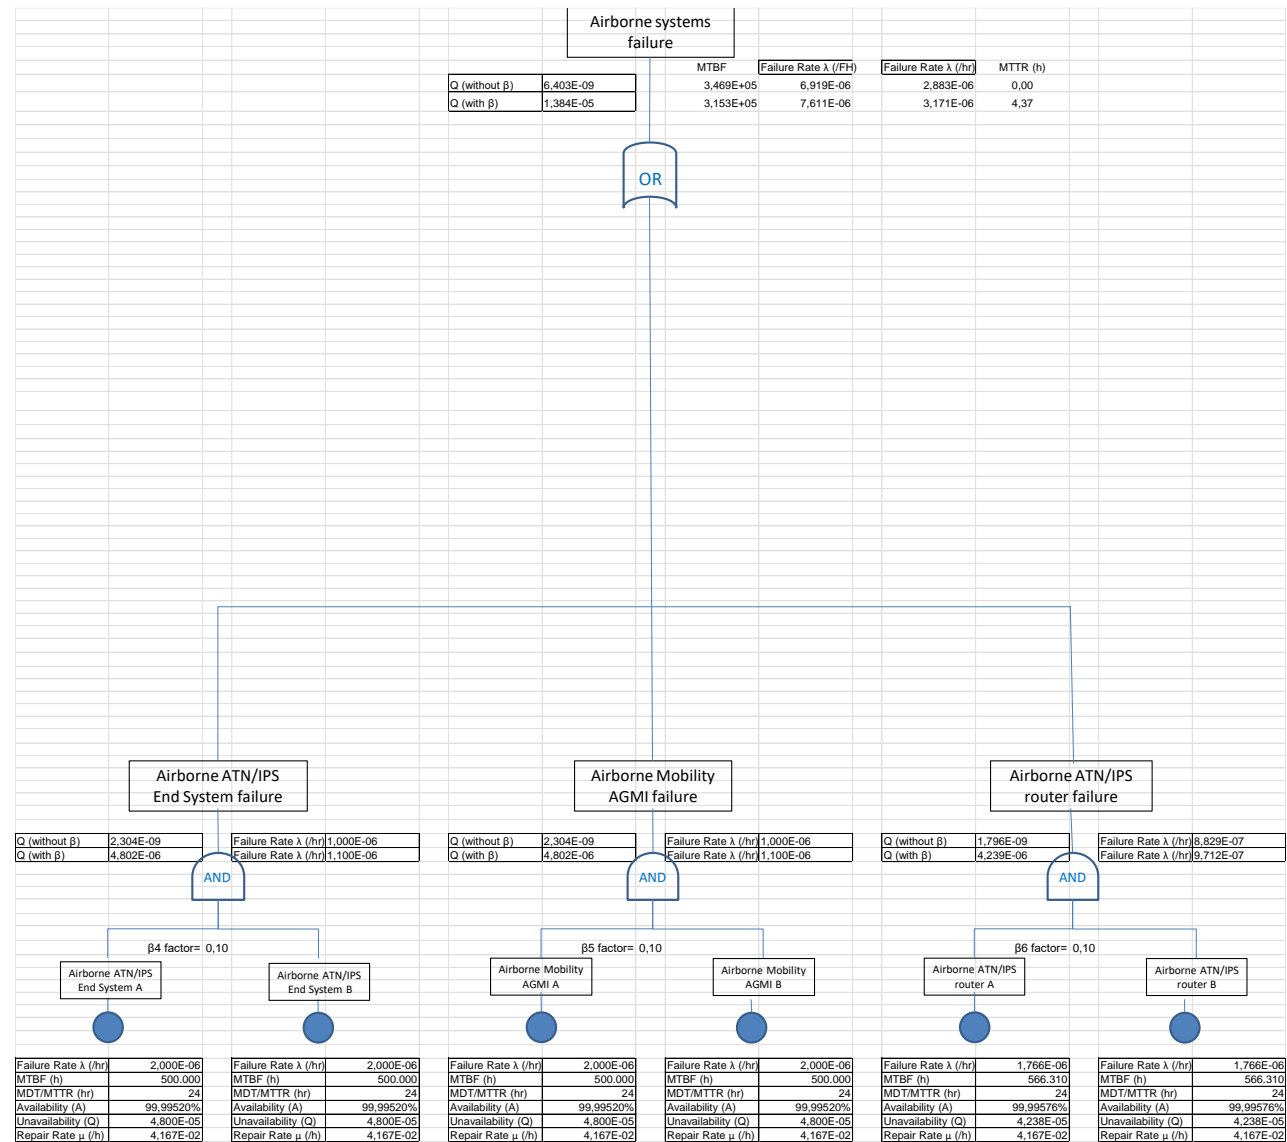 Airborne systems
failure
MTBF Failure Rate λ (/FH) Failure Rate λ (/hr) MTTR (h)
Q (without β) 6,403E-09 3,469E+05 6,919E-06 2,883E-06 0,00
Q (with β) 1,384E-05 3,153E+05 7,611E-06 3,171E-06 4,37
OR
Airborne ATN/IPS
End System failure
Airborne Mobility
AGMI failure
Airborne ATN/IPS
router failure
Q (without β) 2,304E-09 Failure Rate λ (/hr) 1,000E-06 Q (without β) 2,304E-09 Failure Rate λ (/hr) 1,000E-06 Q (without β) 1,796E-09 Failure Rate λ (/hr) 8,829E-07
Q (with β) 4,802E-06 Failure Rate λ (/hr) 1,100E-06 Q (with β) 4,802E-06 Failure Rate λ (/hr) 1,100E-06 Q (with β) 4,239E-06 Failure Rate λ (/hr) 9,712E-07
AND AND AND
β4 factor= 0,10 β5 factor= 0,10 β6 factor= 0,10
Airborne ATN/IPS
End System A
Airborne ATN/IPS
End System B
Airborne Mobility
AGMI A
Airborne Mobility
AGMI B
Airborne ATN/IPS
router A
Airborne ATN/IPS
router B
Failure Rate λ (/hr) 2,000E-06 Failure Rate λ (/hr) 2,000E-06 Failure Rate λ (/hr) 2,000E-06 Failure Rate λ (/hr) 2,000E-06 Failure Rate λ (/hr) 1,766E-06 Failure Rate λ (/hr) 1,766E-06
MTBF (h) 500.000 MTBF (h) 500.000 MTBF (h) 500.000 MTBF (h) 500.000 MTBF (h) 566.310 MTBF (h) 566.310
MDT/MTTR (hr) 24 MDT/MTTR (hr) 24 MDT/MTTR (hr) 24 MDT/MTTR (hr) 24 MDT/MTTR (hr) 24 MDT/MTTR (hr) 24
Availability (A) 99,99520% Availability (A) 99,99520% Availability (A) 99,99520% Availability (A) 99,99520% Availability (A) 99,99576% Availability (A) 99,99576%
Unavailability (Q) 4,800E-05 Unavailability (Q) 4,800E-05 Unavailability (Q) 4,800E-05 Unavailability (Q) 4,800E-05 Unavailability (Q) 4,238E-05 Unavailability (Q) 4,238E-05
Repair Rate μ (/h) 4,167E-02 Repair Rate μ (/h) 4,167E-02 Repair Rate μ (/h) 4,167E-02 Repair Rate μ (/h) 4,167E-02 Repair Rate μ (/h) 4,167E-02 Repair Rate μ (/h) 4,167E-02